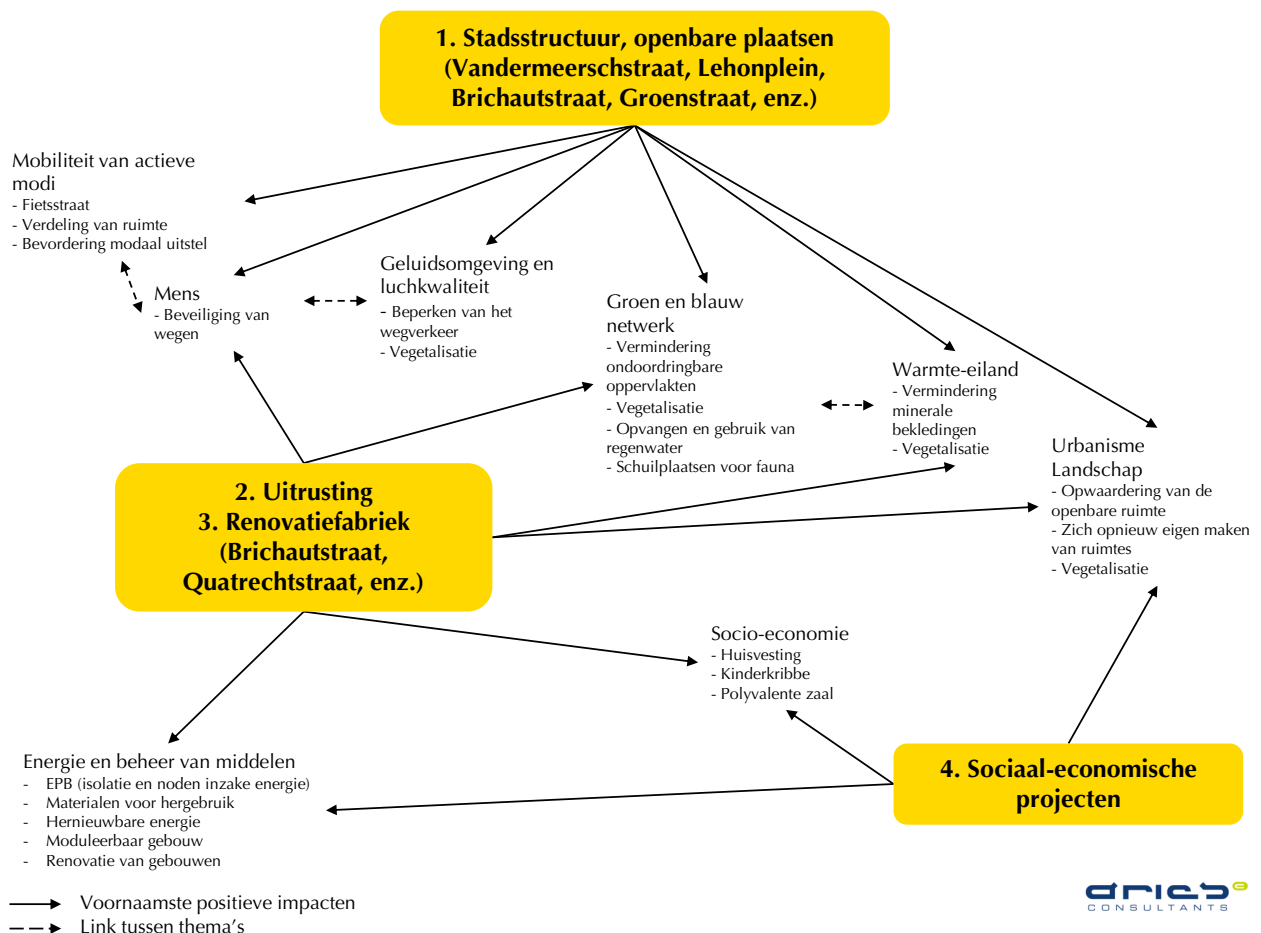 1. Stadsstructuur, openbare plaatsen
(Vandermeerschstraat, Lehonplein,
Brichautstraat, Groenstraat, enz.)
Mobiliteit van actieve
modi
- Fietsstraat
- Verdeling van ruimte
- Bevordering modaal uitstel
Mens
- Beveiliging van
wegen
Geluidsomgeving en
luchkwaliteit
- Beperken van het
wegverkeer
- Vegetalisatie
Groen en blauw
netwerk
- Vermindering
ondoordringbare
oppervlakten
- Vegetalisatie
- Opvangen en gebruik van
regenwater
- Schuilplaatsen voor fauna
Warmte-eiland
- Vermindering
minerale
bekledingen
- Vegetalisatie
Urbanisme
Landschap
- Opwaardering van de
openbare ruimte
- Zich opnieuw eigen maken
van ruimtes
- Vegetalisatie
2. Uitrusting
3. Renovatiefabriek
(Brichautstraat,
Quatrechtstraat, enz.)
Socio-economie
- Huisvesting
- Kinderkribbe
- Polyvalente zaal
4. Sociaal-economische
projecten
Energie en beheer van middelen
- EPB (isolatie en noden inzake energie)
- Materialen voor hergebruik
- Hernieuwbare energie
- Moduleerbaar gebouw
- Renovatie van gebouwen
Voornaamste positieve impacten
Link tussen thema's
dries
CONSULTANTS